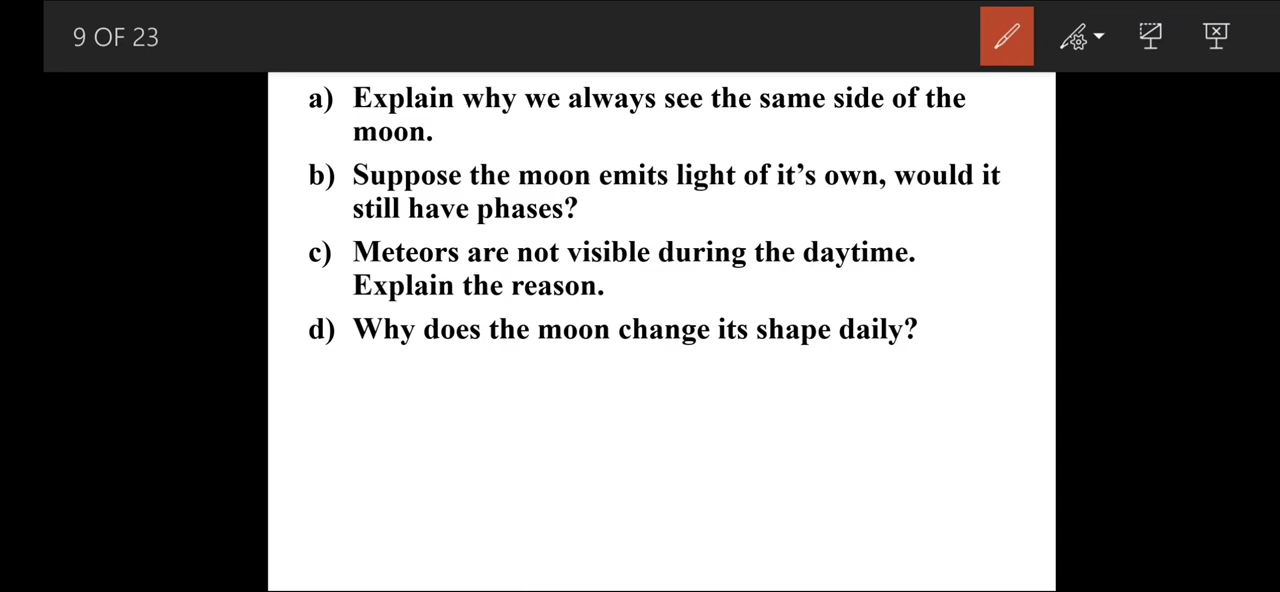 9 OF 23
a) Explain why we always see the same side of the
moon.
b) Suppose the moon emits light of it’s own, would it
still have phases?
c) Meteors are not visible during the daytime.
Explain the reason.
d) Why does the moon change its shape daily?